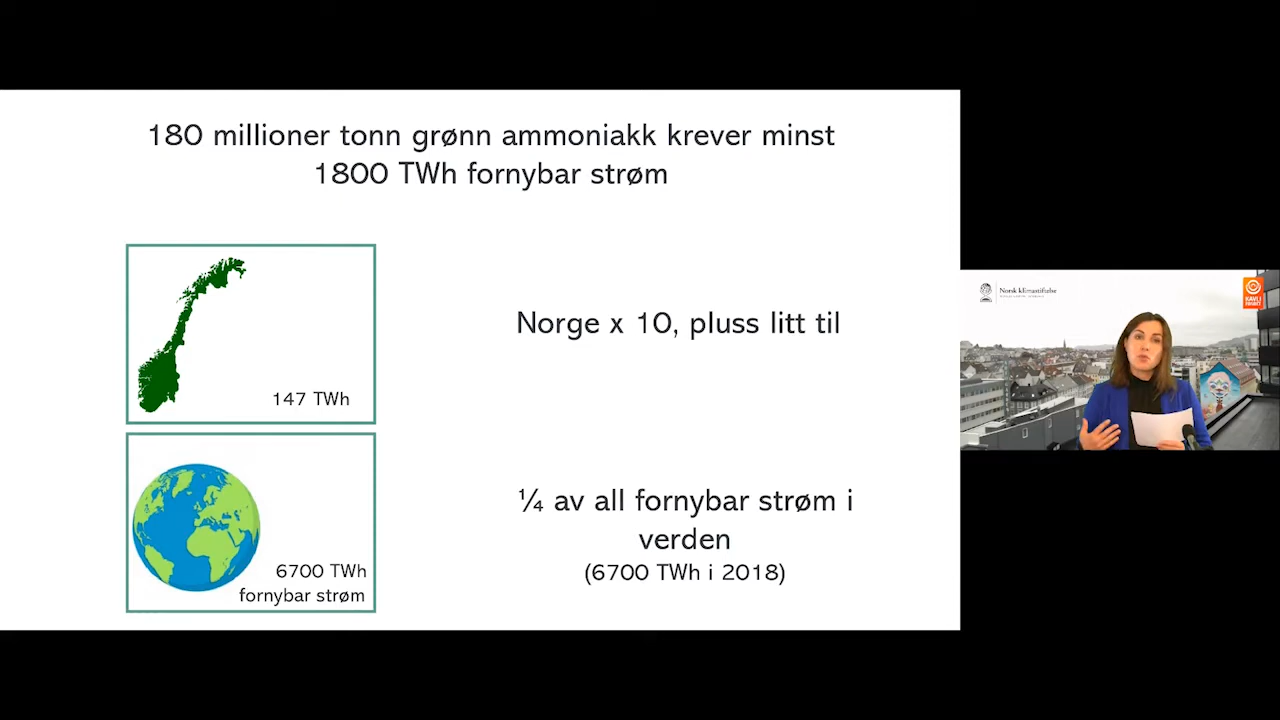 180 millioner tonn grønn ammoniakk krever minst
1800 TWh fornybar strøm
147 TWh
Norge x 10, pluss litt til
6700 TWh
fornybar strøm
¼ av all fornybar strøm i
verden
(6700 TWh i 2018)
Norsk klimastiftelse
KAVLI